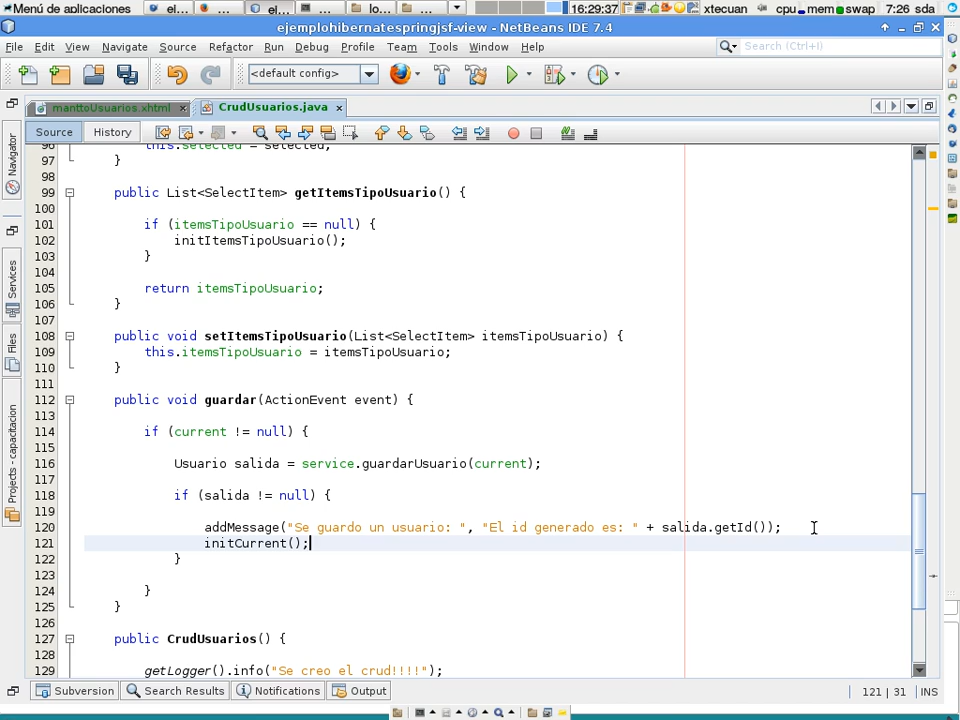 Menú de aplicaciones
el...
...
el...
...
lo...
...
16:29:37
xtecuan
cpu
mem
swap
7:26 sda
ejemplohibernatespringjsf-view - NetBeans IDE 7.4
File Edit View Navigate Source Refactor Run Debug Profile Team Tools Window Help
Search (Ctrl+I)
<default config>
manttoUsuarios.xhtml
CrudUsuarios.java
Source History
Navigator
Services
Files
Projects - capacitacion
96 this.selected = selected;
97 }
98
99 public List<SelectItem> getItemsTipoUsuario() {
100
101 if (itemsTipoUsuario == null) {
102 initItemsTipoUsuario();
103 }
104
105 return itemsTipoUsuario;
106 }
107
108 public void setItemsTipoUsuario(List<SelectItem> itemsTipoUsuario) {
109 this.itemsTipoUsuario = itemsTipoUsuario;
110 }
111
112 public void guardar(ActionEvent event) {
113
114 if (current != null) {
115
116 Usuario salida = service.guardarUsuario(current);
117
118 if (salida != null) {
119
120 addMessage("Se guardo un usuario: ", "El id generado es: " + salida.getId());
121 initCurrent();
122 }
123
124 }
125 }
126
127 public CrudUsuarios() {
128
129 getLogger().info("Se creo el crud!!!!");
Subversion
Search Results
Notifications
Output
121 | 31 INS